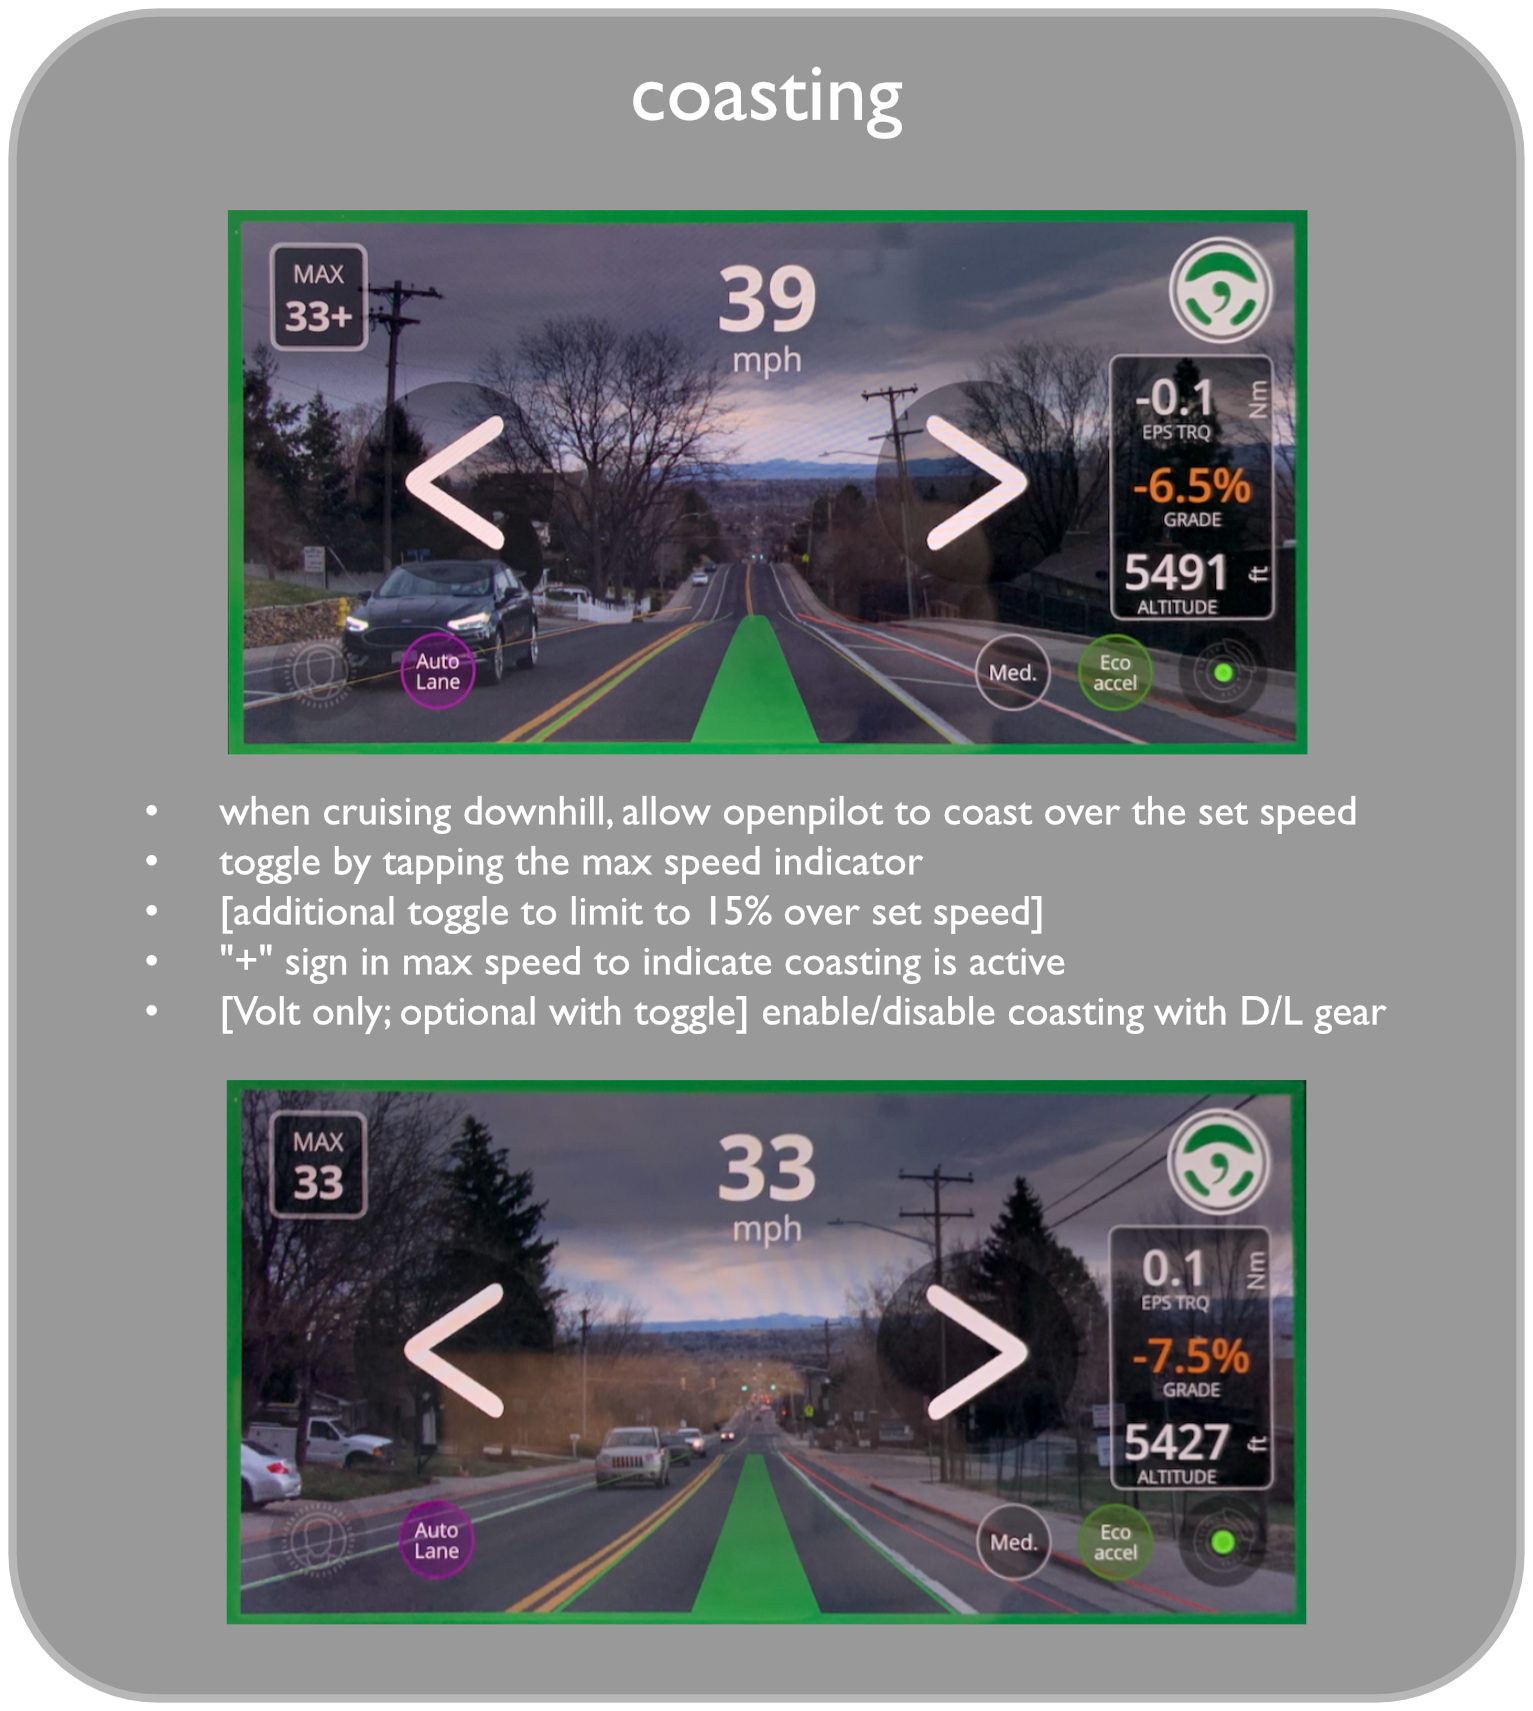 coasting
MAX
33+
39
mph
-0.1
Nm
EPS TRQ
-6.5%
GRADE
5491
ft
ALTITUDE
Auto
Lane
Med.
Eco
accel
• when cruising downhill, allow openpilot to coast over the set speed
• toggle by tapping the max speed indicator
• [additional toggle to limit to 15% over set speed]
• "+" sign in max speed to indicate coasting is active
• [Volt only; optional with toggle] enable/disable coasting with D/L gear
MAX
33
33
mph
0.1
Nm
EPS TRQ
-7.5%
GRADE
5427
ft
ALTITUDE
Auto
Lane
Med.
Eco
accel